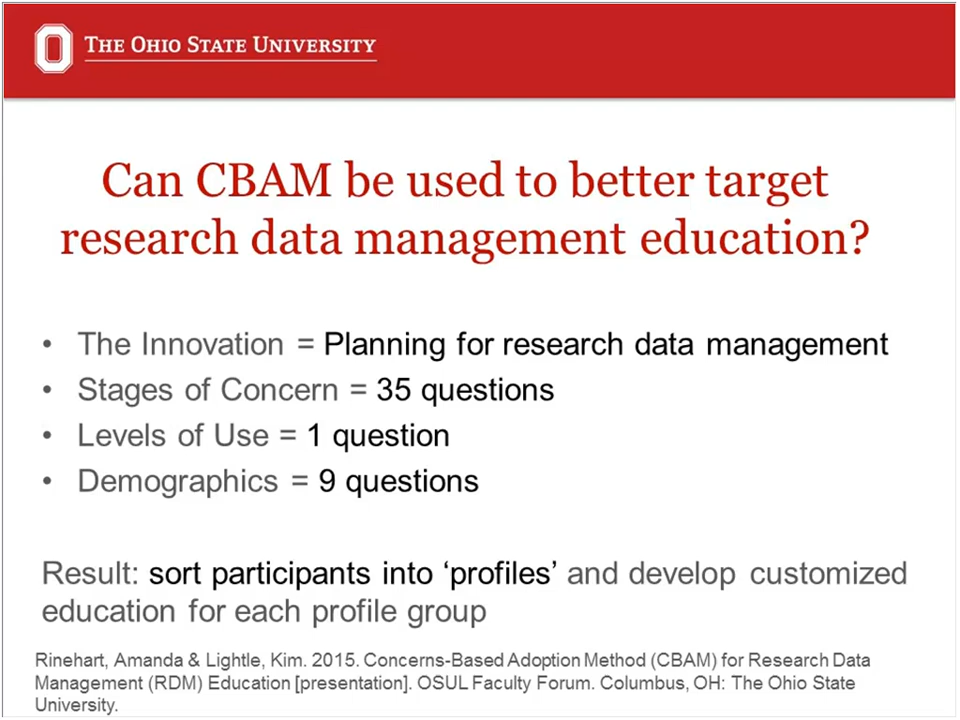 THE OHIO STATE UNIVERSITY
Can CBAM be used to better target
research data management education?
• The Innovation = Planning for research data management
• Stages of Concern = 35 questions
• Levels of Use = 1 question
• Demographics = 9 questions
Result: sort participants into ‘profiles’ and develop customized
education for each profile group
Rinehart, Amanda & Lightle, Kim. 2015. Concerns-Based Adoption Method (CBAM) for Research Data
Management (RDM) Education [presentation]. OSUL Faculty Forum. Columbus, OH: The Ohio State
University.